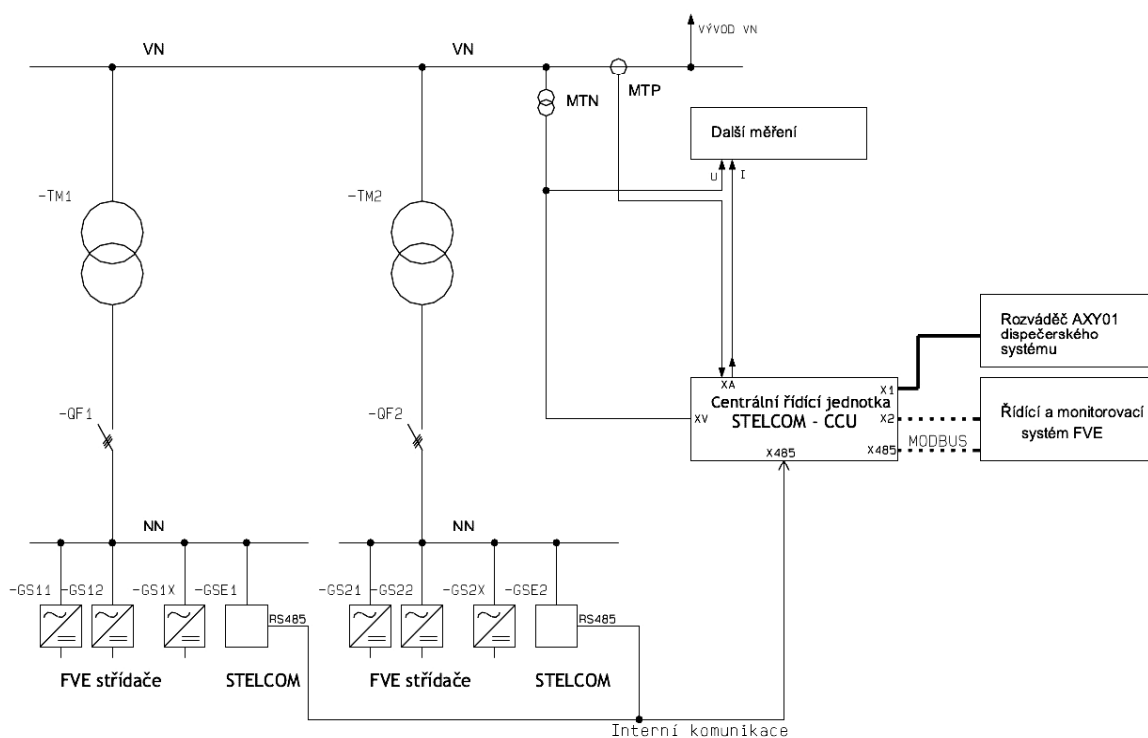 VÝVOD VN
VN
VN
MTN
MTP
Další měření
U
I
-TM1
-TM2
Rozváděč AXY01
dispečerského
systému
XA
X1
Centrální řídící jednotka
XV
STELCOM - CCU
X2
X485
X485
MODBUS
Řídící a monitorovací
systém FVE
-QF1
-QF2
NN
NN
-GS11
-GS12
-GS1X
-GSE1
-GS21
-GS22
-GS2X
-GSE2
RS485
RS485
FVE střídače
STELCOM
FVE střídače
STELCOM
Interní komunikace